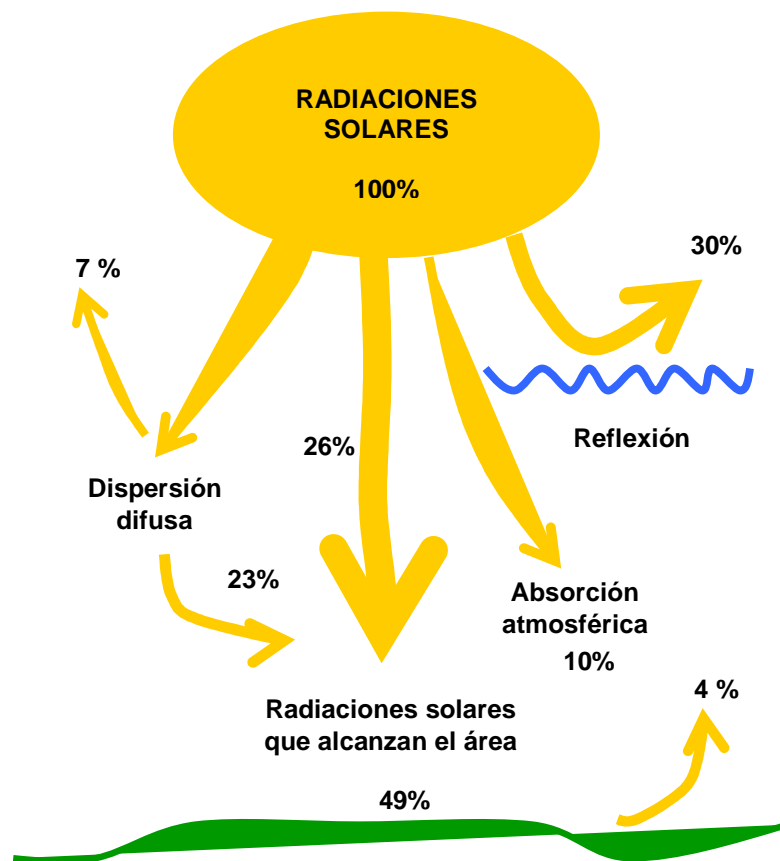 RADIACIONES
SOLARES
100%
30%
7 %
26%
Reflexión
Dispersión
difusa
23%
Absorción
atmosférica
10%
4 %
Radiaciones solares
que alcanzan el área
49%